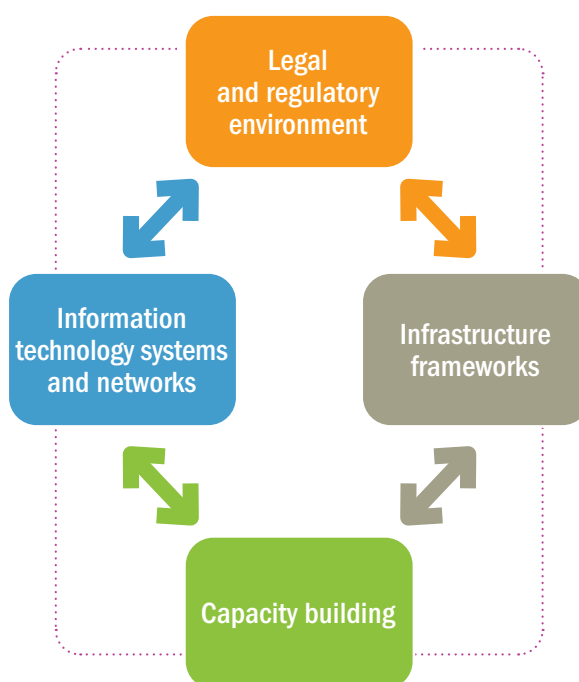 Legal
and regulatory
environment
Information
technology systems
and networks
Infrastructure
frameworks
Capacity building